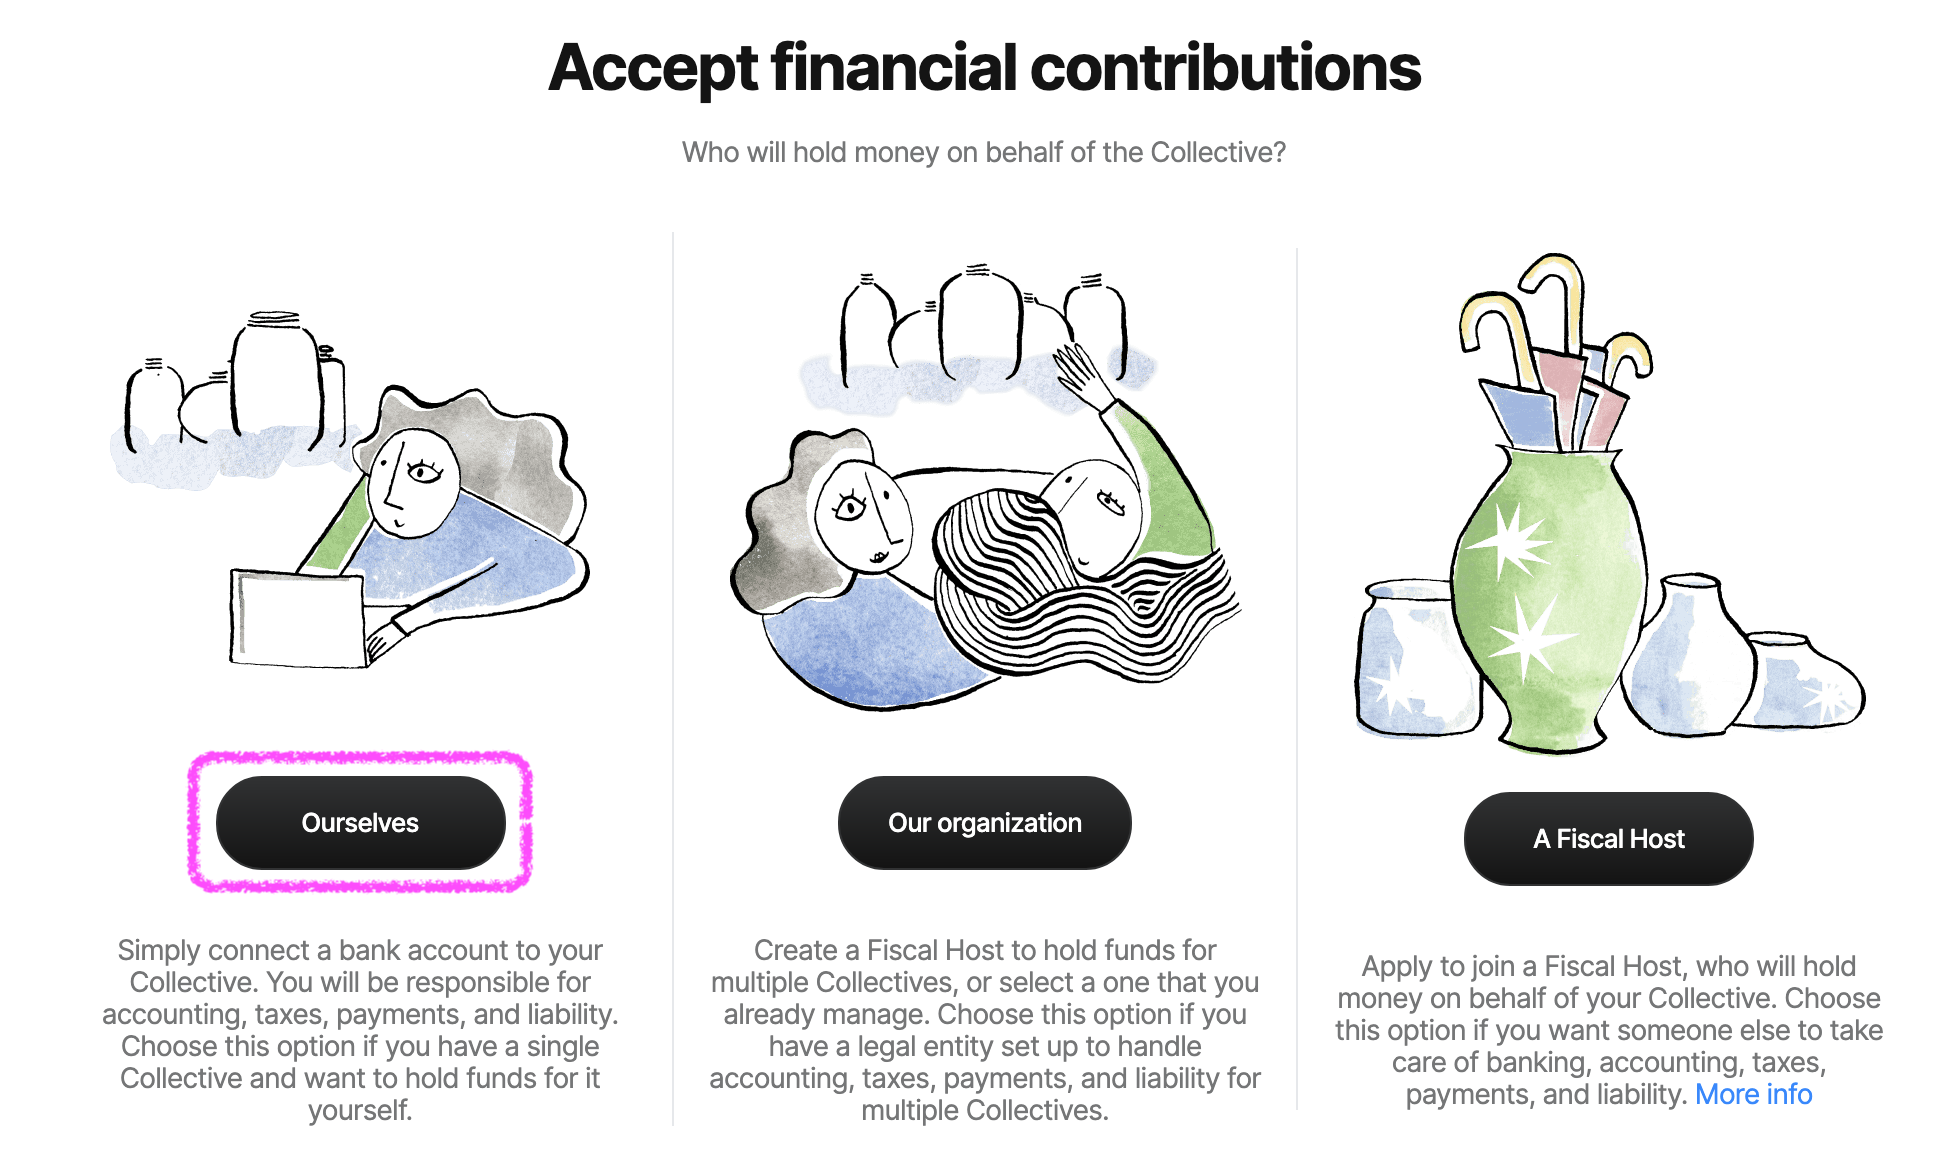 Accept financial contributions
Who will hold money on behalf of the Collective?
Ourselves
Simply connect a bank account to your
Collective. You will be responsible for
accounting, taxes, payments, and liability.
Choose this option if you have a single
Collective and want to hold funds for it
yourself.
Our organization
Create a Fiscal Host to hold funds for
multiple Collectives, or select a one that you
already manage. Choose this option if you
have a legal entity set up to handle
accounting, taxes, payments, and liability for
multiple Collectives.
A Fiscal Host
Apply to join a Fiscal Host, who will hold
money on behalf of your Collective. Choose
this option if you want someone else to take
care of banking, accounting, taxes,
payments, and liability. More info